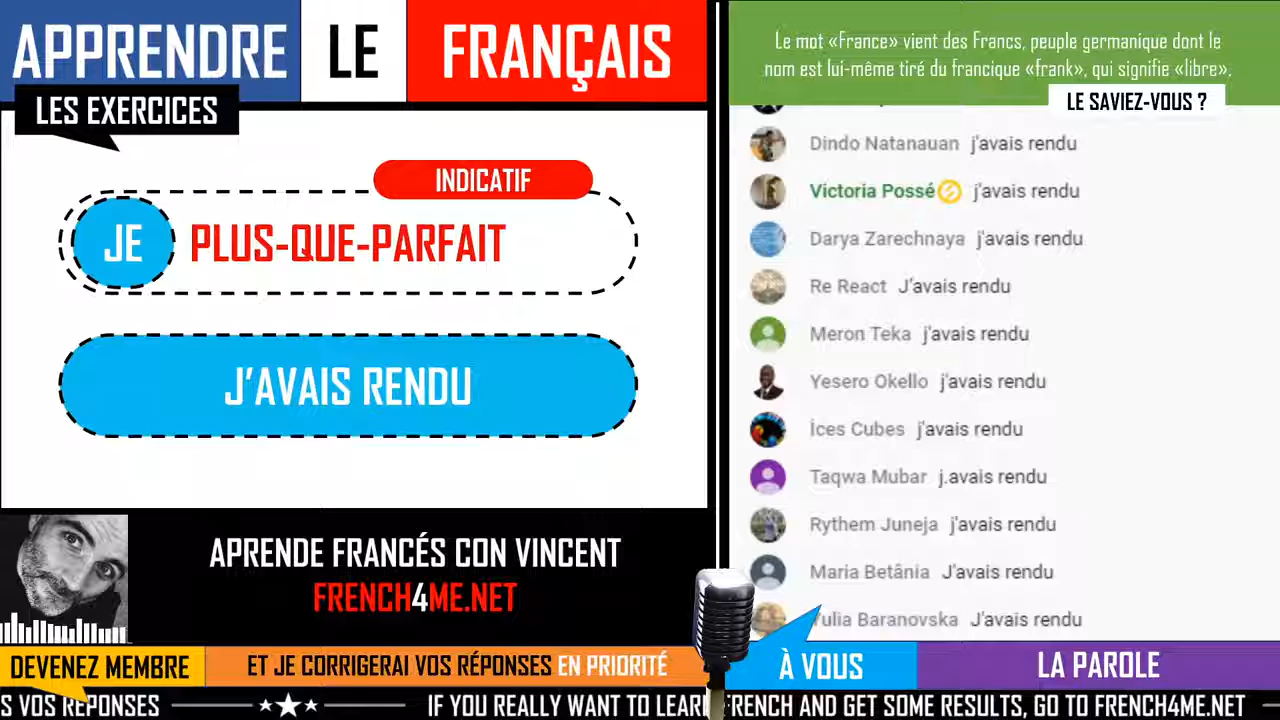 APPRENDRE LE FRANÇAIS
LES EXERCICES
INDICATIF
JE PLUS-QUE-PARFAIT
J'AVAIS RENDU
APRENDE FRANCÉS CON VINCENT
FRENCH4ME.NET
DEVENEZ MEMBRE ET JE CORRIGERAI VOS RÉPONSES EN PRIORITÉ
Le mot «France» vient des Francs, peuple germanique dont le
nom est lui-même tiré du francique «frank», qui signifie «libre».
LE SAVIEZ-VOUS ?
Dindo Natanauan j'avais rendu
Victoria Possé j'avais rendu
Darya Zarechnaya j'avais rendu
Re React J'avais rendu
Meron Teka j'avais rendu
Yesero Okello j'avais rendu
İces Cubes j'avais rendu
Taqwa Mubar j.avais rendu
Rythem Juneja j'avais rendu
Maria Betânia J'avais rendu
Yulia Baranovska J'avais rendu
À VOUS LA PAROLE
S VOS RÉPONSES IF YOU REALLY WANT TO LEARN FRENCH AND GET SOME RESULTS, GO TO FRENCH4ME.NET